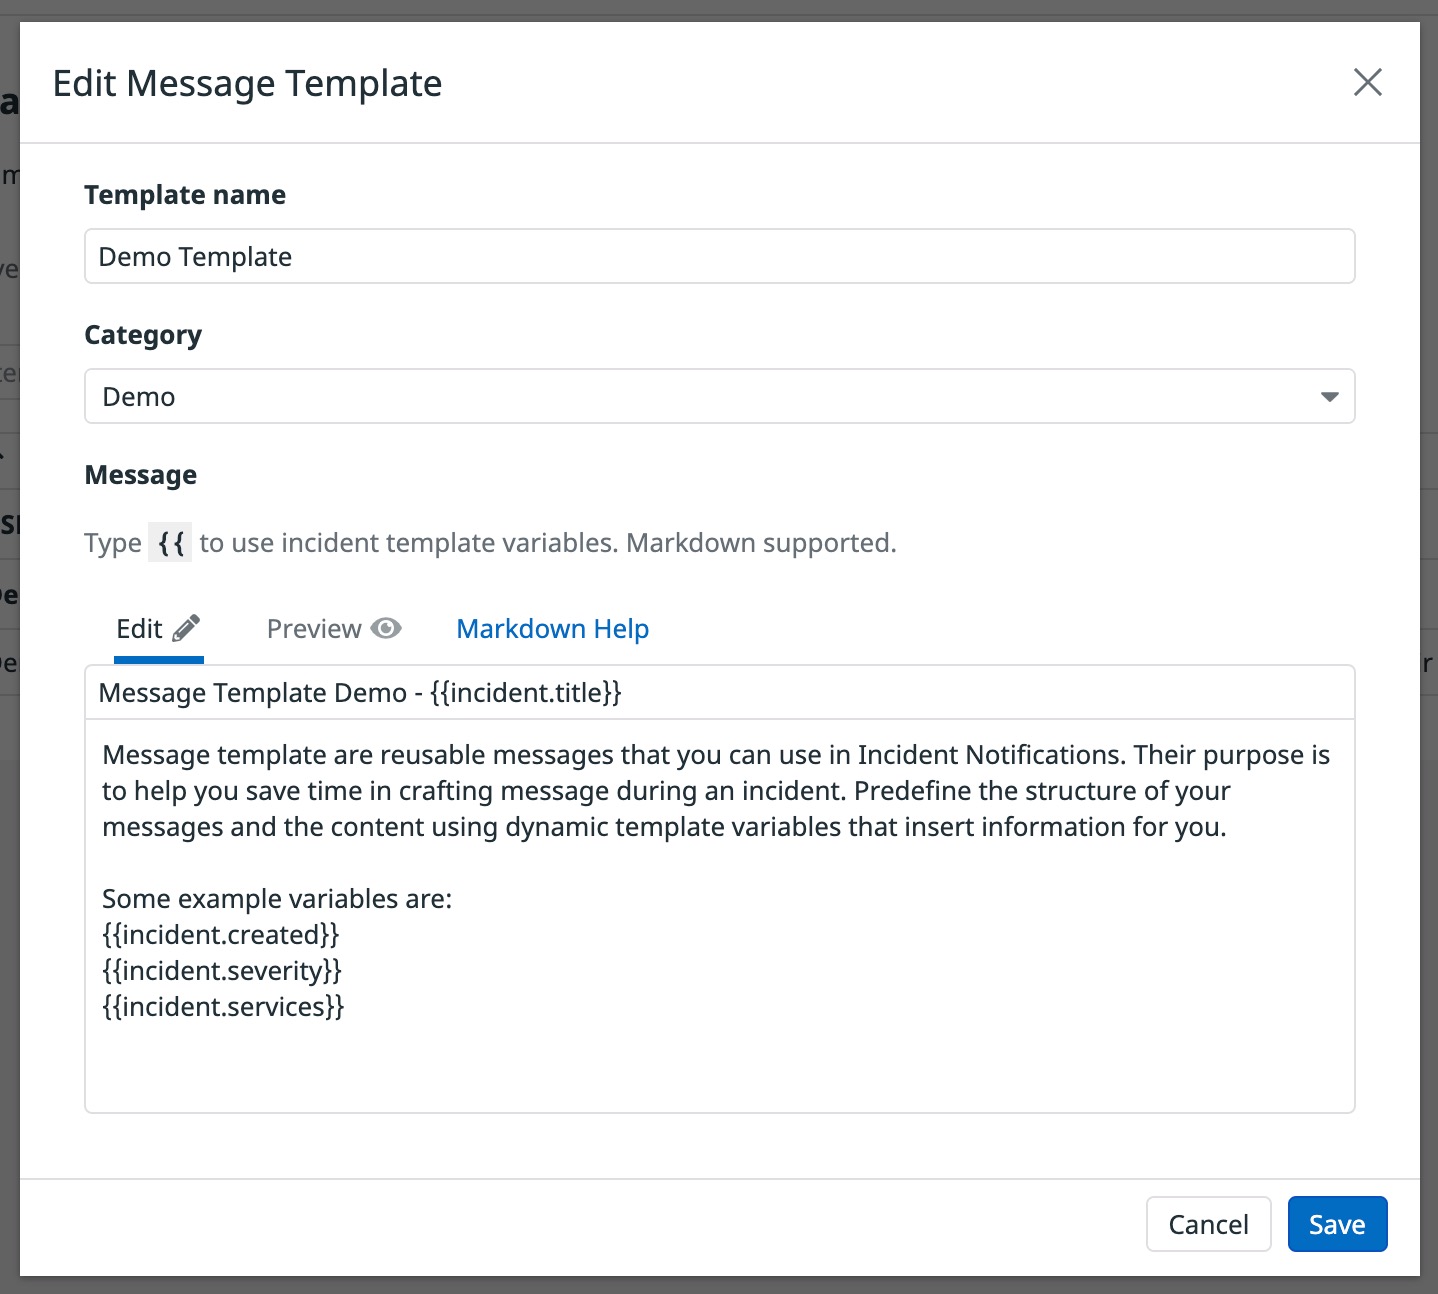 Edit Message Template
Template name
Demo Template
Category
Demo
Message
Type {{ to use incident template variables. Markdown supported.
Edit Preview Markdown Help
Message Template Demo - {{incident.title}}
Message template are reusable messages that you can use in Incident Notifications. Their purpose is
to help you save time in crafting message during an incident. Predefine the structure of your
messages and the content using dynamic template variables that insert information for you.
Some example variables are:
{{incident.created}}
{{incident.severity}}
{{incident.services}}
Cancel Save